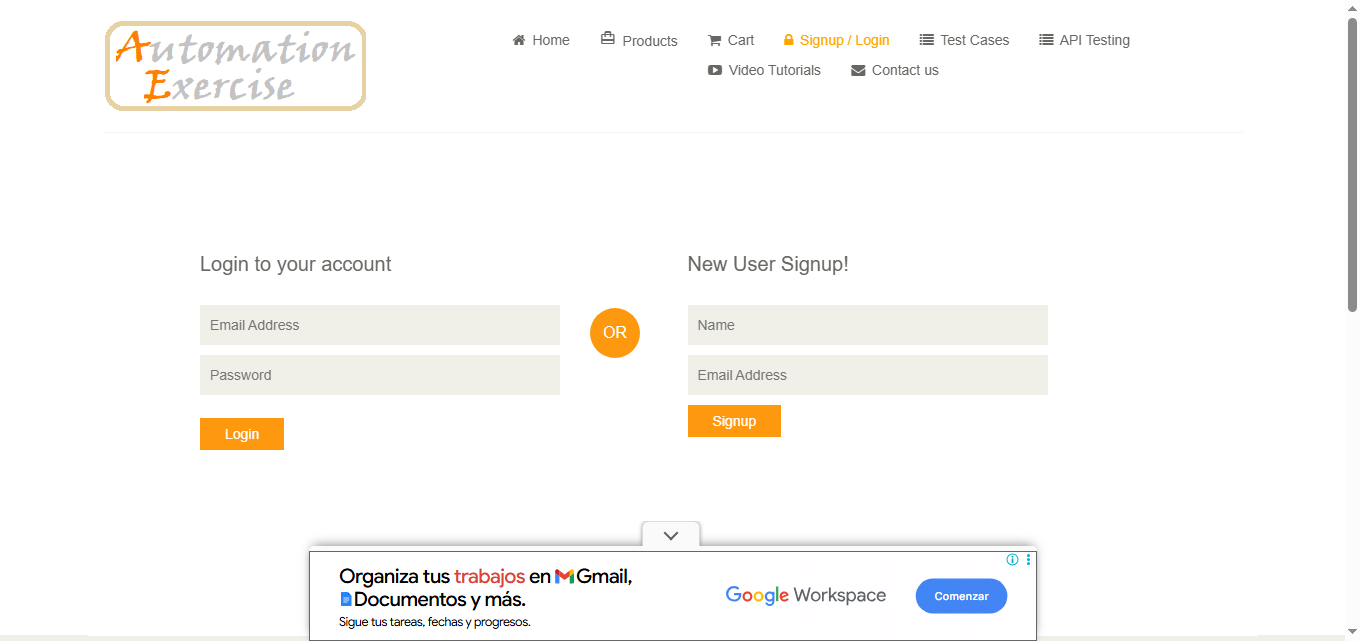 Automation
Exercise
Home Products Cart Signup / Login Test Cases API Testing
Video Tutorials Contact us
Login to your account
Email Address
Password
Login
OR
New User Signup!
Name
Email Address
Signup
Organiza tus trabajos en Gmail,
Documentos y más.
Sigue tus tareas, fechas y progresos.
Google Workspace
Comenzar